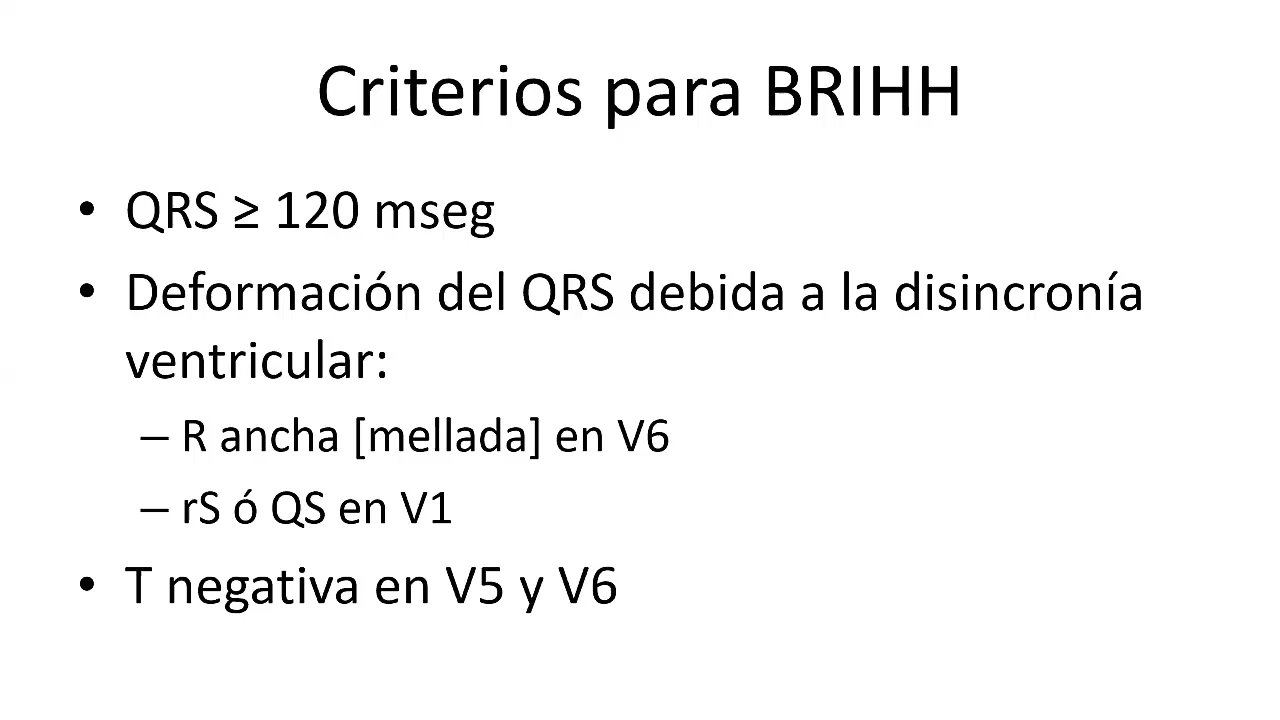 Criterios para BRIHH
• QRS ≥ 120 mseg
• Deformación del QRS debida a la disincronía
ventricular:
– R ancha [mellada] en V6
– rS ó QS en V1
• T negativa en V5 y V6